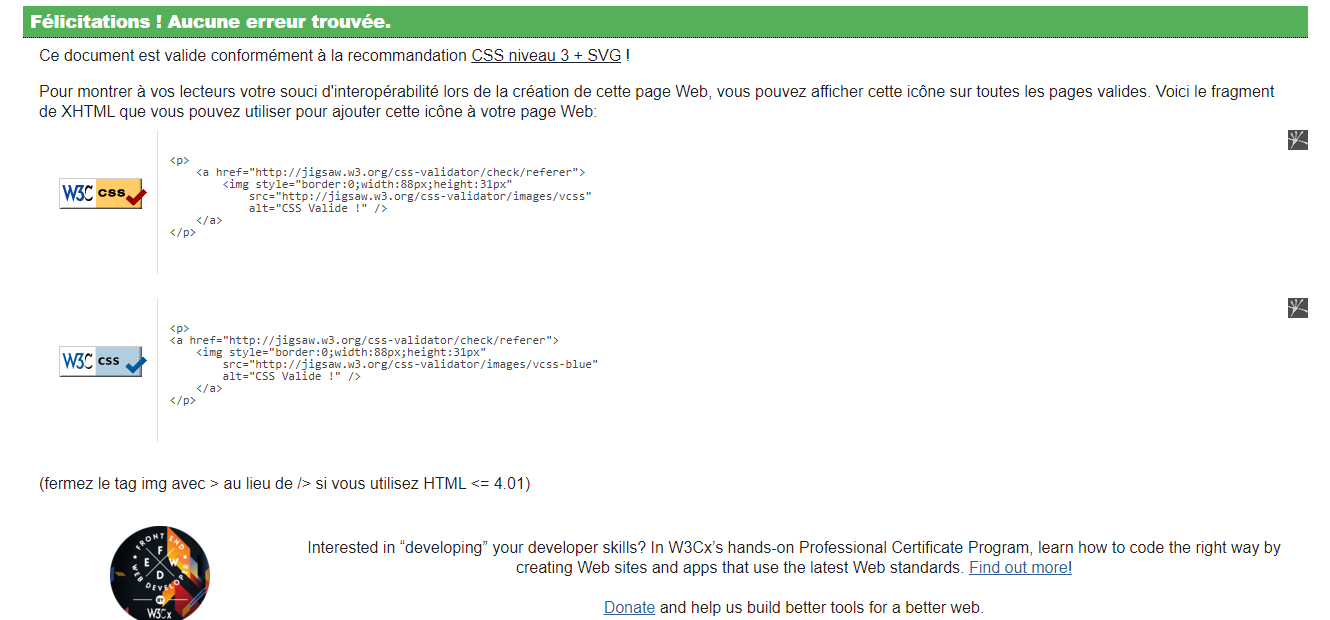 Félicitations ! Aucune erreur trouvée.
Ce document est valide conformément à la recommandation CSS niveau 3 + SVG !
Pour montrer à vos lecteurs votre souci d'interopérabilité lors de la création de cette page Web, vous pouvez afficher cette icône sur toutes les pages valides. Voici le fragment
de XHTML que vous pouvez utiliser pour ajouter cette icône à votre page Web:
W3C css
<p>
<a href="http://jigsaw.w3.org/css-validator/check/referer">
<img style="border:0;width:88px;height:31px"
src="http://jigsaw.w3.org/css-validator/images/vcss"
alt="CSS Valide !" />
</a>
</p>
W3C css
<p>
<a href="http://jigsaw.w3.org/css-validator/check/referer">
<img style="border:0;width:88px;height:31px"
src="http://jigsaw.w3.org/css-validator/images/vcss-blue"
alt="CSS Valide !" />
</a>
</p>
(fermez le tag img avec > au lieu de /> si vous utilisez HTML <= 4.01)
FRONT END
F
E W
D
WEB DEVELOPER
BY
W3Cx
Interested in “developing” your developer skills? In W3Cx’s hands-on Professional Certificate Program, learn how to code the right way by
creating Web sites and apps that use the latest Web standards. Find out more!
Donate and help us build better tools for a better web.